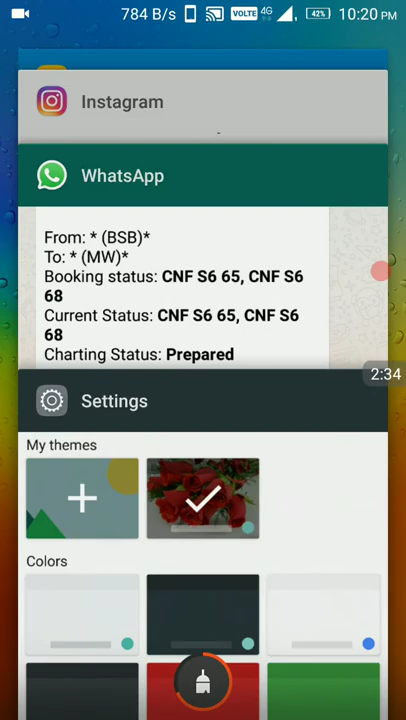 784 B/s VOLTE 4G 42% 10:20 PM
Instagram
WhatsApp
From: * (BSB)*
To: * (MW)*
Booking status: CNF S6 65, CNF S6
68
Current Status: CNF S6 65, CNF S6
68
Charting Status: Prepared
2:34
Settings
My themes
Colors